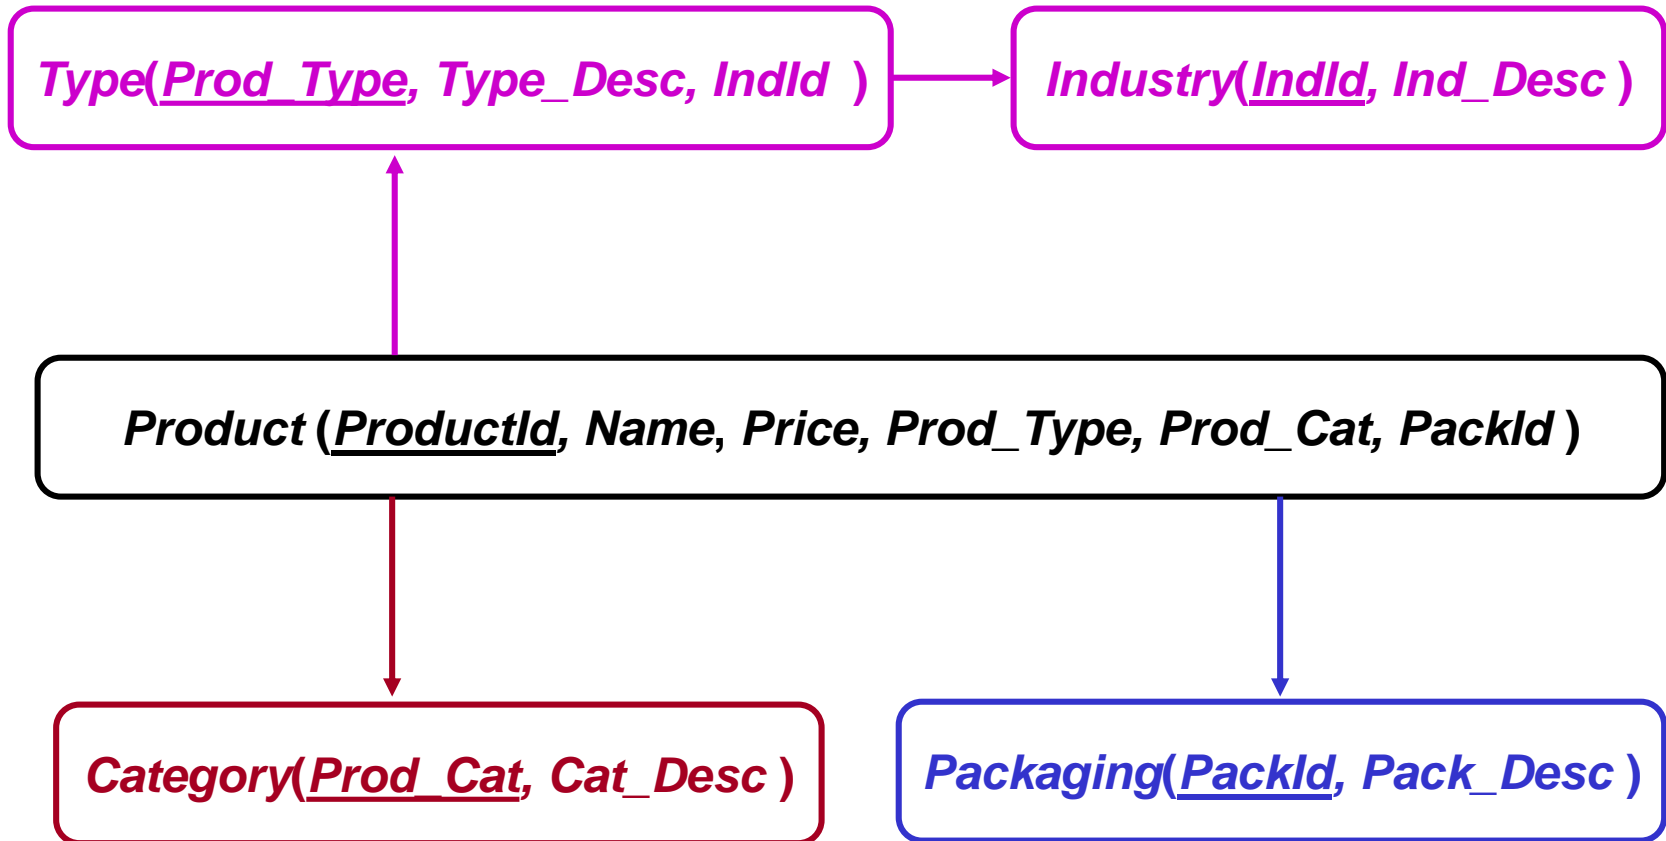 Type(Prod_Type, Type_Desc, IndId )
Industry(IndId, Ind_Desc )
Product (ProductId, Name, Price, Prod_Type, Prod_Cat, PackId )
Category(Prod_Cat, Cat_Desc )
Packaging(PackId, Pack_Desc )